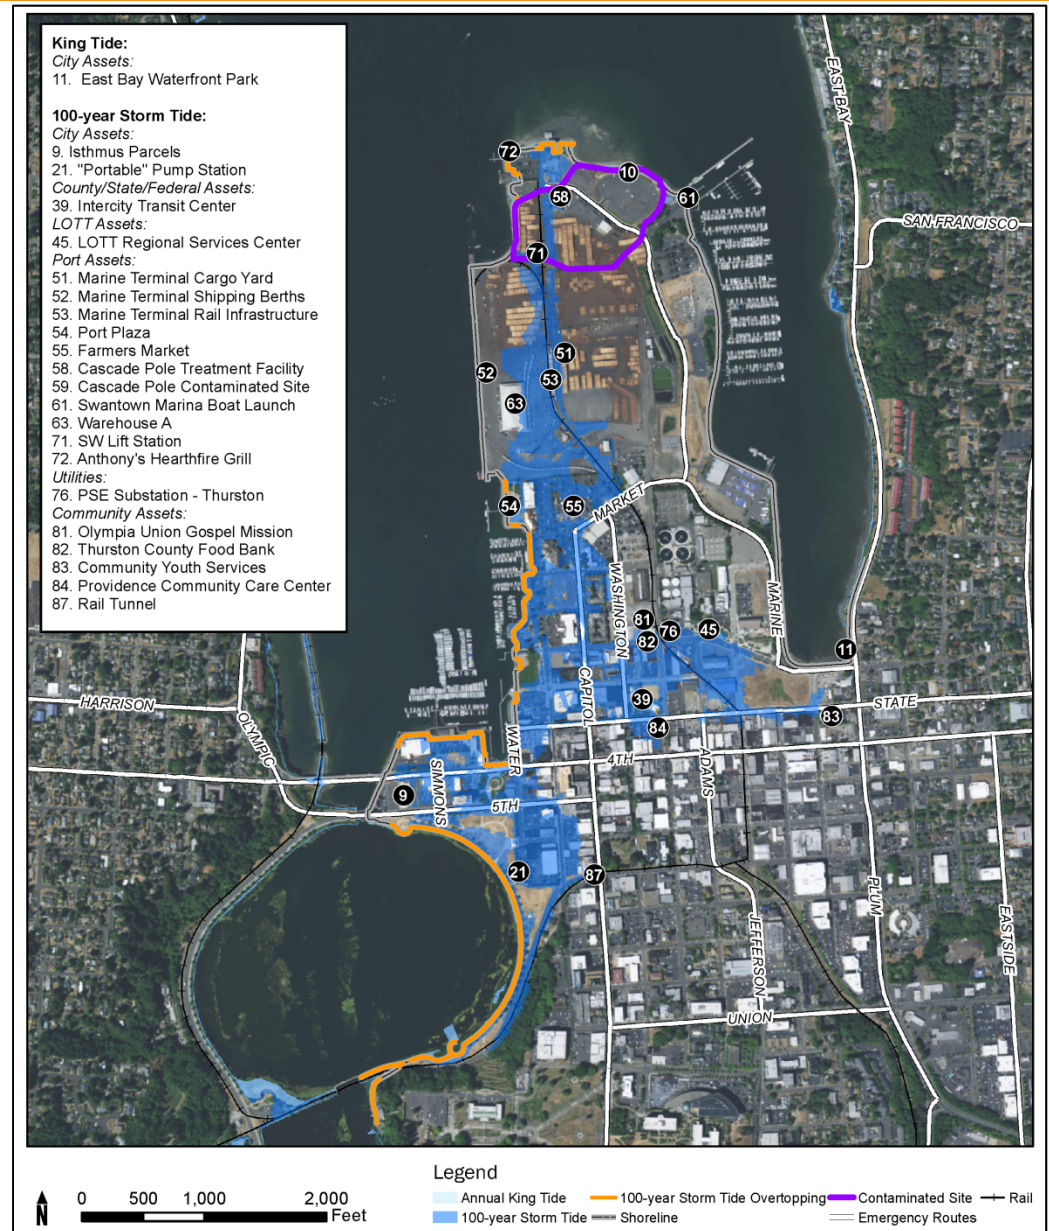 King Tide:
City Assets:
11. East Bay Waterfront Park
100-year Storm Tide:
City Assets:
9. Isthmus Parcels
21. "Portable" Pump Station
County/State/Federal Assets:
39. Intercity Transit Center
LOTT Assets:
45. LOTT Regional Services Center
Port Assets:
51. Marine Terminal Cargo Yard
52. Marine Terminal Shipping Berths
53. Marine Terminal Rail Infrastructure
54. Port Plaza
55. Farmers Market
58. Cascade Pole Treatment Facility
59. Cascade Pole Contaminated Site
61. Swantown Marina Boat Launch
63. Warehouse A
71. SW Lift Station
72. Anthony's Hearthfire Grill
Utilities:
76. PSE Substation - Thurston
Community Assets:
81. Olympia Union Gospel Mission
82. Thurston County Food Bank
83. Community Youth Services
84. Providence Community Care Center
87. Rail Tunnel
EAST BAY
72
10
58
61
SAN FRANCISCO
71
51
52
53
63
54
55
MARKET
WASHINGTON
MARINE
81
76
45
82
11
CAPITOL
HARRISON
OLYMPIC
39
STATE
83
84
WATER
4TH
ADAMS
SIMMONS
9
5TH
21
87
PLUM
JEFFERSON
EASTSIDE
UNION
Legend
N
0 500 1,000 2,000
Feet
Annual King Tide
100-year Storm Tide Overtopping
Contaminated Site
Rail
100-year Storm Tide
Shoreline
Emergency Routes